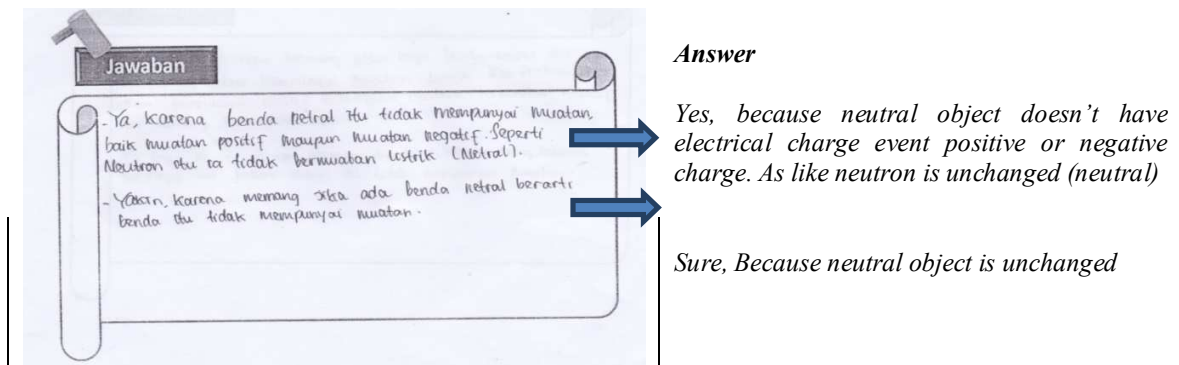 Jawaban
- Ya, karena benda netral itu tidak mempunyai muatan,
baik muatan positif maupun muatan negatif. Seperti
Neutron itu ia tidak bermuatan listrik (Netral).
- Yakin, karena memang jika ada benda netral berarti
benda itu tidak mempunyai muatan.
Answer
Yes, because neutral object doesn't have
electrical charge event positive or negative
charge. As like neutron is unchanged (neutral)
Sure, Because neutral object is unchanged